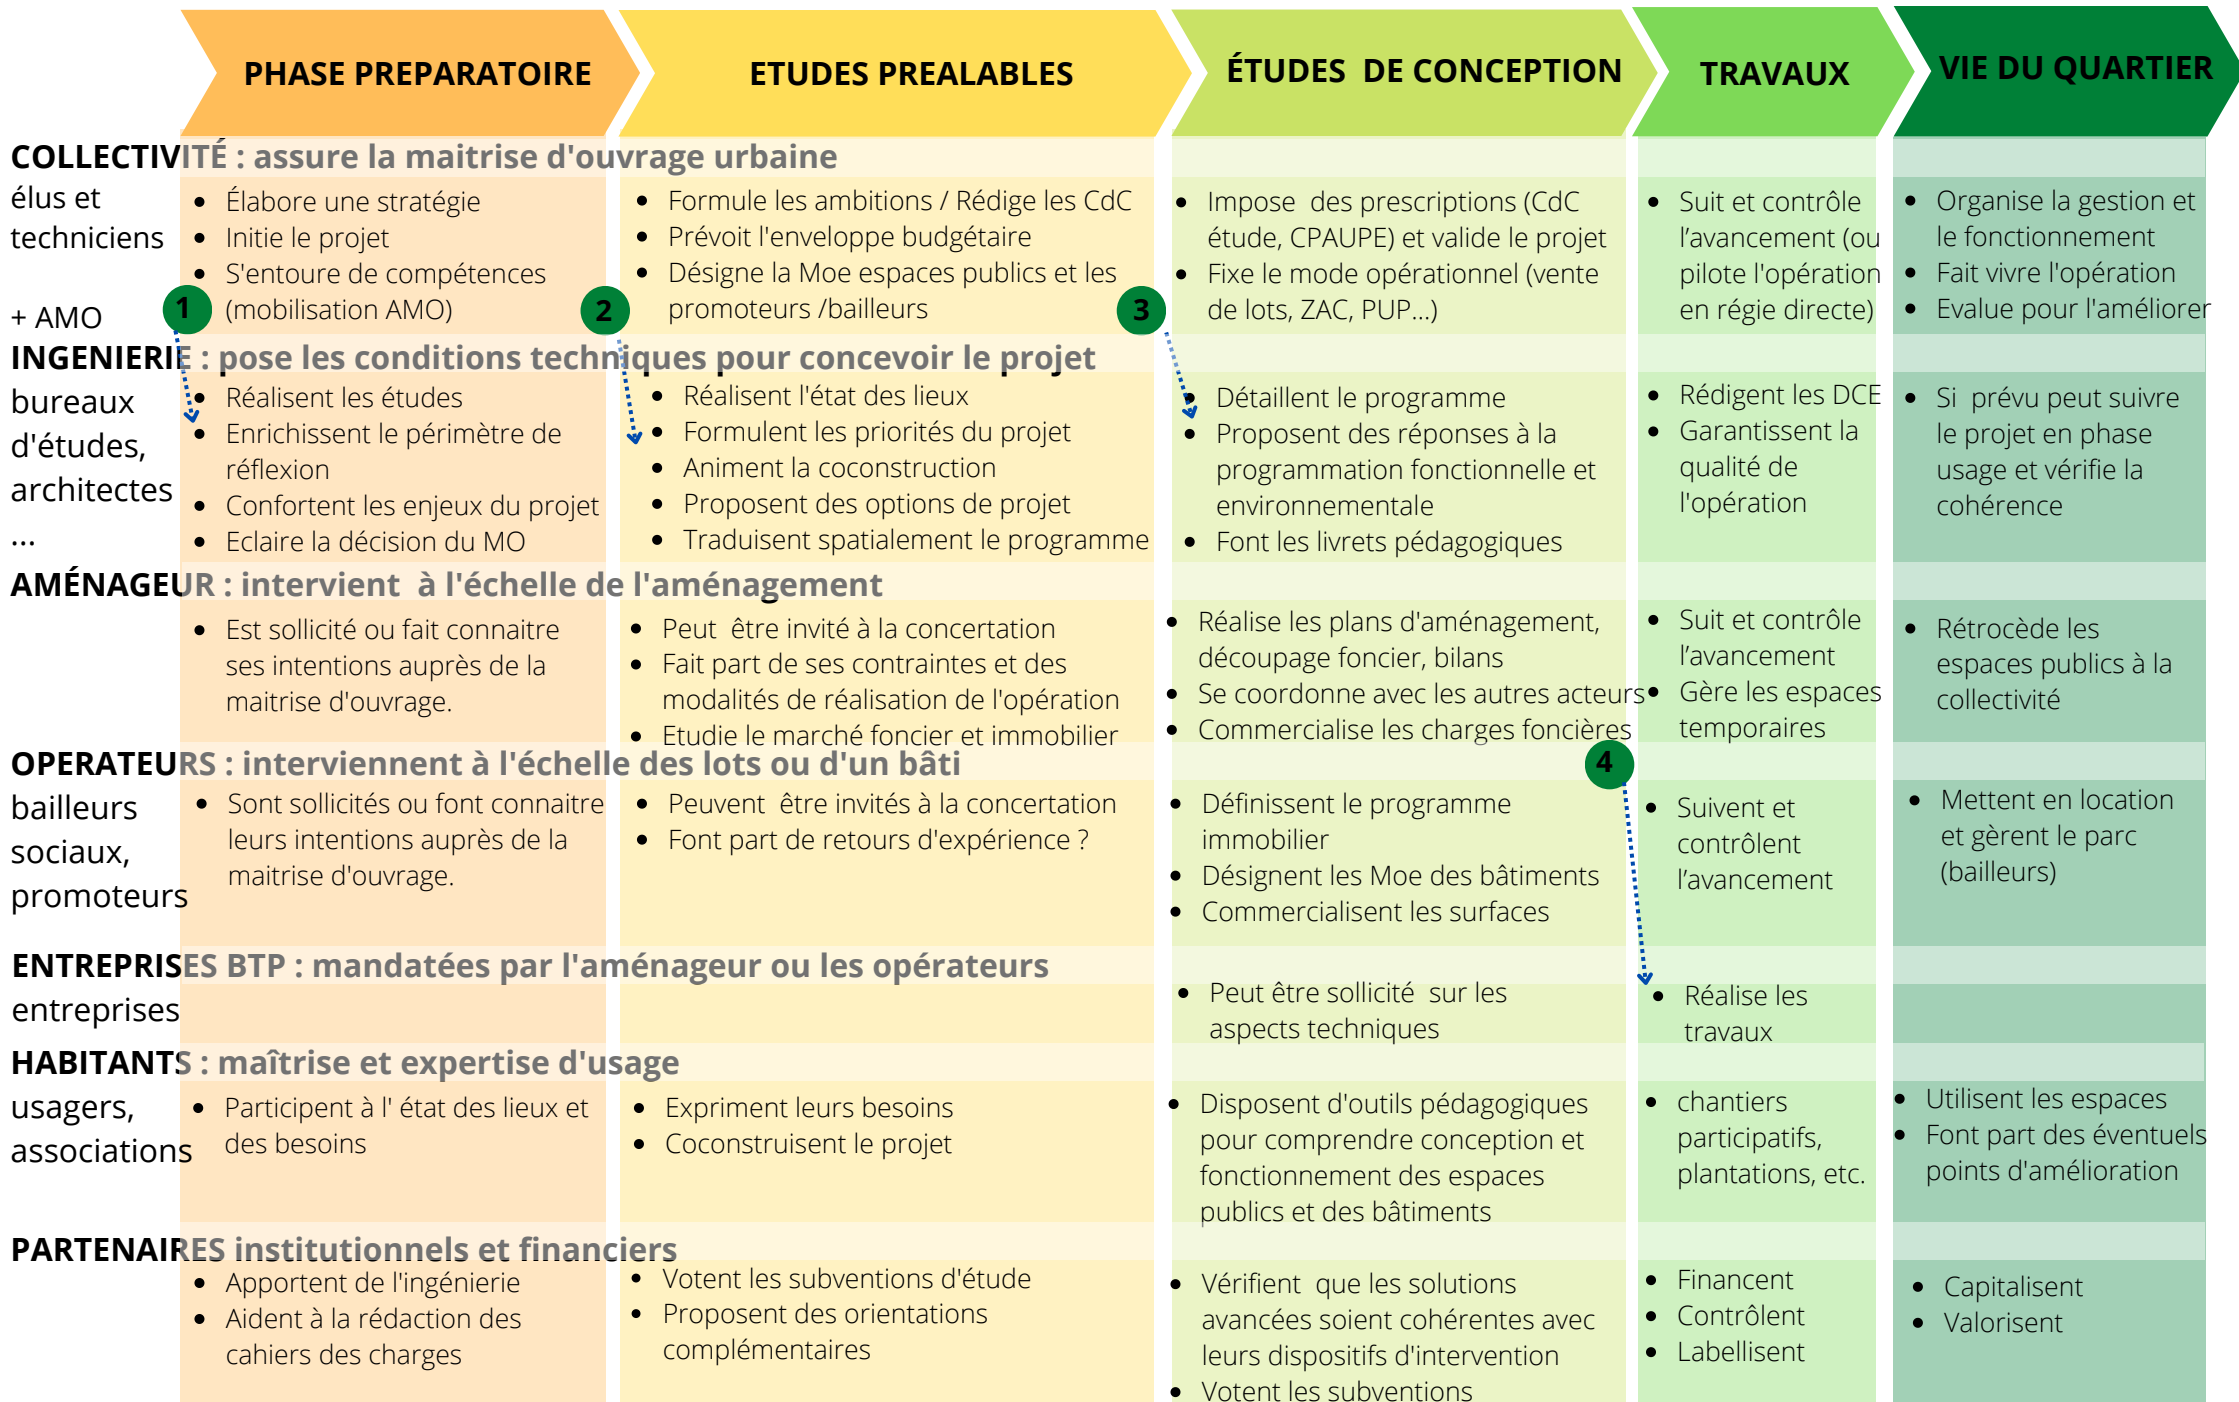 PHASE PREPARATOIRE
ETUDES PREALABLES
ÉTUDES DE CONCEPTION
TRAVAUX
VIE DU QUARTIER
COLLECTIVITÉ : assure la maitrise d'ouvrage urbaine
élus et
techniciens
+ AMO
• Élabore une stratégie
• Initie le projet
• S'entoure de compétences
(mobilisation AMO)
1
• Formule les ambitions / Rédige les CdC
• Prévoit l'enveloppe budgétaire
• Désigne la Moe espaces publics et les
promoteurs /bailleurs
2
• Impose des prescriptions (CdC
étude, CPAUPE) et valide le projet
• Fixe le mode opérationnel (vente
de lots, ZAC, PUP...)
3
• Suit et contrôle
l’avancement (ou
pilote l'opération
en régie directe)
• Organise la gestion et
le fonctionnement
• Fait vivre l'opération
• Evalue pour l'améliorer
INGENIERIE : pose les conditions techniques pour concevoir le projet
bureaux
d'études,
architectes
...
• Réalisent les études
• Enrichissent le périmètre de
réflexion
• Confortent les enjeux du projet
• Eclaire la décision du MO
• Réalisent l'état des lieux
• Formulent les priorités du projet
• Animent la coconstruction
• Proposent des options de projet
• Traduisent spatialement le programme
• Détaillent le programme
• Proposent des réponses à la
programmation fonctionnelle et
environnementale
• Font les livrets pédagogiques
• Rédigent les DCE
• Garantissent la
qualité de
l'opération
• Si prévu peut suivre
le projet en phase
usage et vérifie la
cohérence
AMÉNAGEUR : intervient à l'échelle de l'aménagement
• Est sollicité ou fait connaitre
ses intentions auprès de la
maitrise d'ouvrage.
• Peut être invité à la concertation
• Fait part de ses contraintes et des
modalités de réalisation de l'opération
• Etudie le marché foncier et immobilier
• Réalise les plans d'aménagement,
découpage foncier, bilans
• Se coordonne avec les autres acteurs
• Commercialise les charges foncières
• Suit et contrôle
l’avancement
• Gère les espaces
temporaires
• Rétrocède les
espaces publics à la
collectivité
OPERATEURS : interviennent à l'échelle des lots ou d'un bâti
bailleurs
sociaux,
promoteurs
• Sont sollicités ou font connaitre
leurs intentions auprès de la
maitrise d'ouvrage.
• Peuvent être invités à la concertation
• Font part de retours d'expérience ?
• Définissent le programme
immobilier
• Désignent les Moe des bâtiments
• Commercialisent les surfaces
4
• Suivent et
contrôlent
l’avancement
• Mettent en location
et gèrent le parc
(bailleurs)
ENTREPRISES BTP : mandatées par l'aménageur ou les opérateurs
entreprises
• Peut être sollicité sur les
aspects techniques
• Réalise les
travaux
HABITANTS : maîtrise et expertise d'usage
usagers,
associations
• Participent à l' état des lieux et
des besoins
• Expriment leurs besoins
• Coconstruisent le projet
• Disposent d'outils pédagogiques
pour comprendre conception et
fonctionnement des espaces
publics et des bâtiments
• chantiers
participatifs,
plantations, etc.
• Utilisent les espaces
• Font part des éventuels
points d'amélioration
PARTENAIRES institutionnels et financiers
• Apportent de l'ingénierie
• Aident à la rédaction des
cahiers des charges
• Votent les subventions d'étude
• Proposent des orientations
complémentaires
• Vérifient que les solutions
avancées soient cohérentes avec
leurs dispositifs d'intervention
• Votent les subventions
• Financent
• Contrôlent
• Labellisent
• Capitalisent
• Valorisent